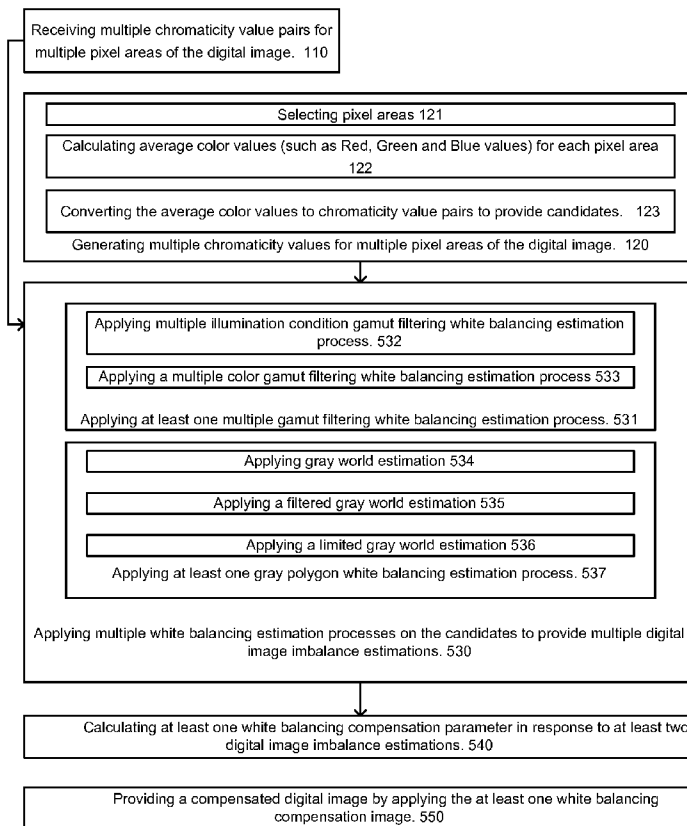 Receiving multiple chromaticity value pairs for
multiple pixel areas of the digital image. 110
Selecting pixel areas 121
Calculating average color values (such as Red, Green and Blue values) for each pixel area
122
Converting the average color values to chromaticity value pairs to provide candidates. 123
Generating multiple chromaticity values for multiple pixel areas of the digital image. 120
Applying multiple illumination condition gamut filtering white balancing estimation
process. 532
Applying a multiple color gamut filtering white balancing estimation process 533
Applying at least one multiple gamut filtering white balancing estimation process. 531
Applying gray world estimation 534
Applying a filtered gray world estimation 535
Applying a limited gray world estimation 536
Applying at least one gray polygon white balancing estimation process. 537
Applying multiple white balancing estimation processes on the candidates to provide multiple digital
image imbalance estimations. 530
Calculating at least one white balancing compensation parameter in response to at least two
digital image imbalance estimations. 540
Providing a compensated digital image by applying the at least one white balancing
compensation image. 550